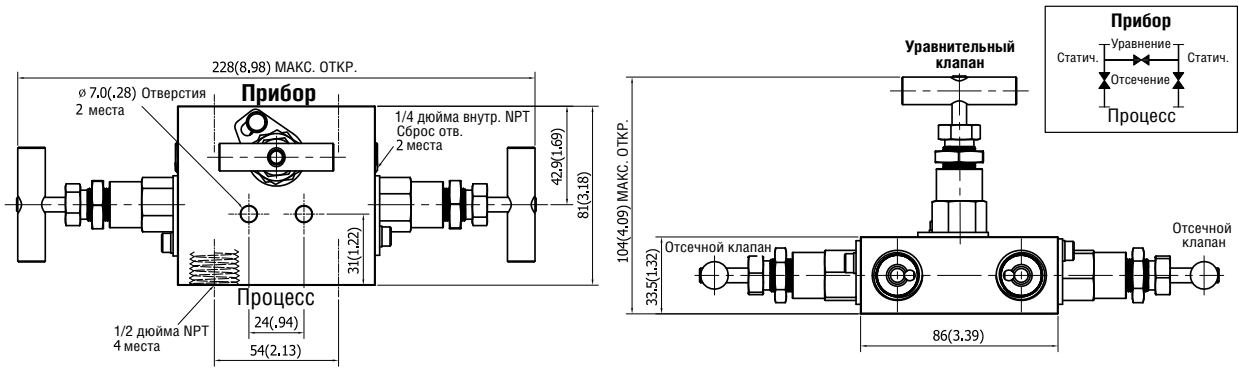 228(8.98) МАКС. ОТКР.
ø 7.0(.28) Отверстия
2 места
Прибор
1/4 дюйма внутр. NPT
Сброс отв.
2 места
42.9(1.69)
81(3.18)
31(1.22)
Процесс
1/2 дюйма NPT
4 места
24(.94)
54(2.13)
Уравнительный
клапан
104(4.09) МАКС. ОТКР.
33.5(1.32)
Отсечной клапан
Отсечной
клапан
86(3.39)
Прибор
Уравнение
Статич.
Статич.
Отсечение
Процесс